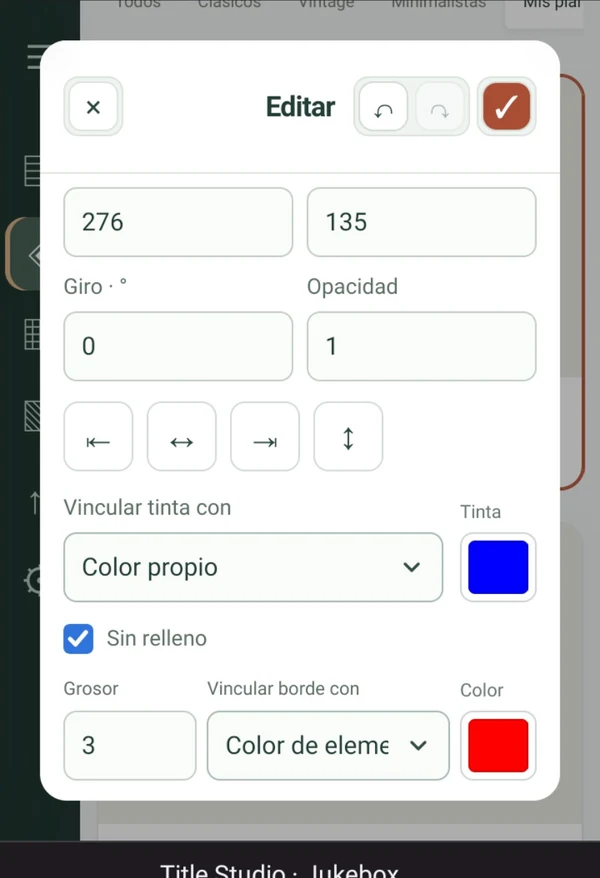 Todos Clásicos Vintage Minimalistas Mis plan
Editar
276 135
Giro · ° Opacidad
0 1
Vincular tinta con Tinta
Color propio
Sin relleno
Grosor Vincular borde con Color
3 Color de eleme
Title Studio · Jukebox